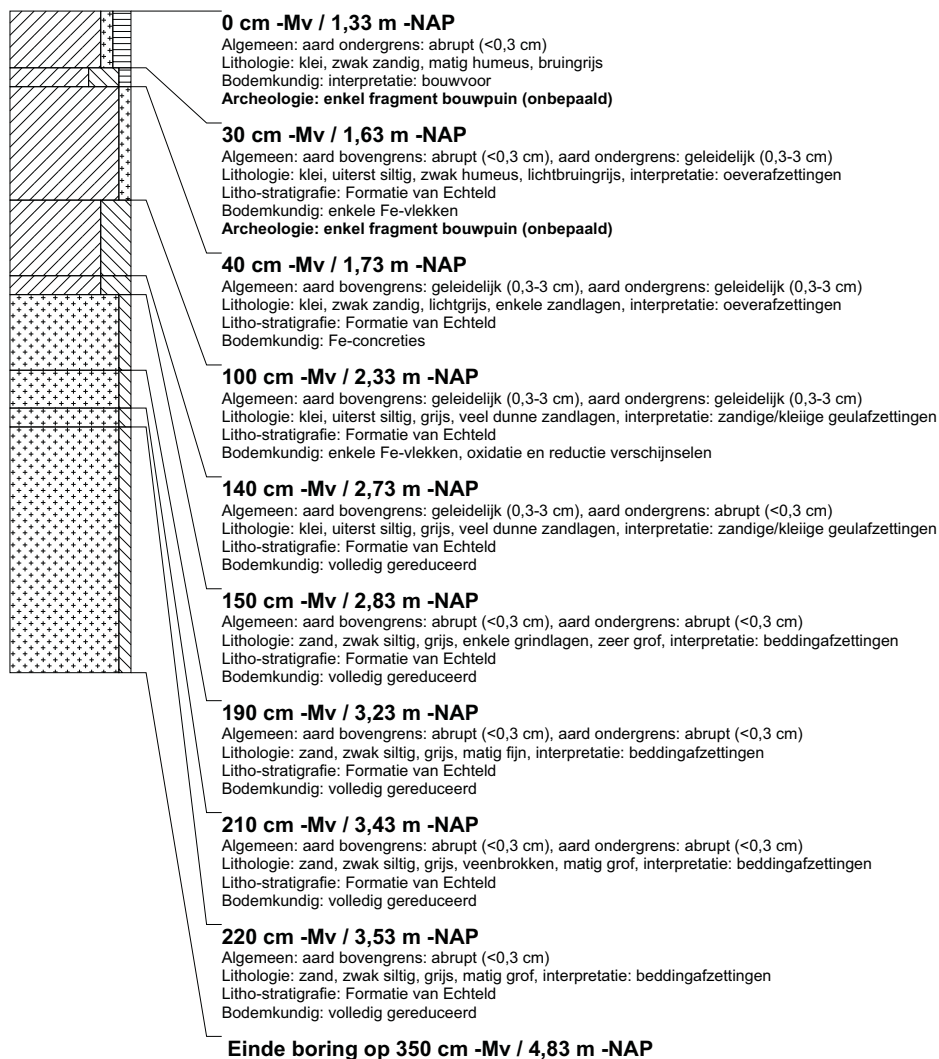 0 cm -Mv / 1,33 m -NAP
Algemeen: aard ondergrens: abrupt (<0,3 cm)
Lithologie: klei, zwak zandig, matig humeus, bruingrijs
Bodemkundig: interpretatie: bouwvoor
Archeologie: enkel fragment bouwpuin (onbepaald)
30 cm -Mv / 1,63 m -NAP
Algemeen: aard bovengrens: abrupt (<0,3 cm), aard ondergrens: geleidelijk (0,3-3 cm)
Lithologie: klei, uiterst siltig, zwak humeus, lichtbruingrijs, interpretatie: oeverafzettingen
Litho-stratigrafie: Formatie van Echteld
Bodemkundig: enkele Fe-vlekken
Archeologie: enkel fragment bouwpuin (onbepaald)
40 cm -Mv / 1,73 m -NAP
Algemeen: aard bovengrens: geleidelijk (0,3-3 cm), aard ondergrens: geleidelijk (0,3-3 cm)
Lithologie: klei, zwak zandig, lichtgrijs, enkele zandlagen, interpretatie: oeverafzettingen
Litho-stratigrafie: Formatie van Echteld
Bodemkundig: Fe-concreties
100 cm -Mv / 2,33 m -NAP
Algemeen: aard bovengrens: geleidelijk (0,3-3 cm), aard ondergrens: geleidelijk (0,3-3 cm)
Lithologie: klei, uiterst siltig, grijs, veel dunne zandlagen, interpretatie: zandige/kleiige geulafzettingen
Litho-stratigrafie: Formatie van Echteld
Bodemkundig: enkele Fe-vlekken, oxidatie en reductie verschijnselen
140 cm -Mv / 2,73 m -NAP
Algemeen: aard bovengrens: geleidelijk (0,3-3 cm), aard ondergrens: abrupt (<0,3 cm)
Lithologie: klei, uiterst siltig, grijs, veel dunne zandlagen, interpretatie: zandige/kleiige geulafzettingen
Litho-stratigrafie: Formatie van Echteld
Bodemkundig: volledig gereduceerd
150 cm -Mv / 2,83 m -NAP
Algemeen: aard bovengrens: abrupt (<0,3 cm), aard ondergrens: abrupt (<0,3 cm)
Lithologie: zand, zwak siltig, grijs, enkele grindlagen, zeer grof, interpretatie: beddingafzettingen
Litho-stratigrafie: Formatie van Echteld
Bodemkundig: volledig gereduceerd
190 cm -Mv / 3,23 m -NAP
Algemeen: aard bovengrens: abrupt (<0,3 cm), aard ondergrens: abrupt (<0,3 cm)
Lithologie: zand, zwak siltig, grijs, matig fijn, interpretatie: beddingafzettingen
Litho-stratigrafie: Formatie van Echteld
Bodemkundig: volledig gereduceerd
210 cm -Mv / 3,43 m -NAP
Algemeen: aard bovengrens: abrupt (<0,3 cm), aard ondergrens: abrupt (<0,3 cm)
Lithologie: zand, zwak siltig, grijs, veenbrokken, matig grof, interpretatie: beddingafzettingen
Litho-stratigrafie: Formatie van Echteld
Bodemkundig: volledig gereduceerd
220 cm -Mv / 3,53 m -NAP
Algemeen: aard bovengrens: abrupt (<0,3 cm)
Lithologie: zand, zwak siltig, grijs, matig grof, interpretatie: beddingafzettingen
Litho-stratigrafie: Formatie van Echteld
Bodemkundig: volledig gereduceerd
Einde boring op 350 cm -Mv / 4,83 m -NAP